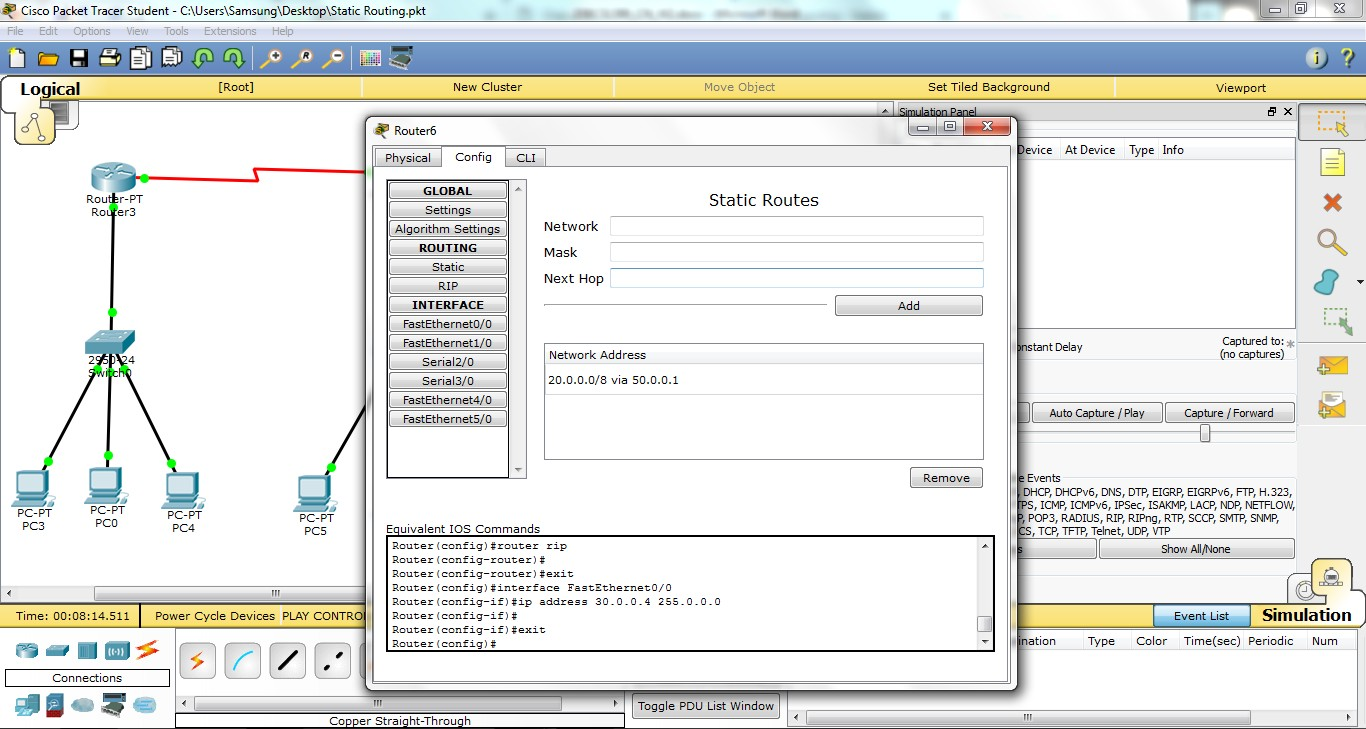 Cisco Packet Tracer Student - C:\Users\Samsung\Desktop\Static Routing.pkt
File Edit Options View Tools Extensions Help
Logical
[Root]
New Cluster
Move Object
Set Tiled Background
Viewport
Simulation Panel
Device At Device Type Info
Router-PT
Router3
2950-24
Switch0
PC-PT
PC3
PC-PT
PC0
PC-PT
PC4
PC-PT
PC5
Router6
Physical Config CLI
GLOBAL
Settings
Algorithm Settings
ROUTING
Static
RIP
INTERFACE
FastEthernet0/0
FastEthernet1/0
Serial2/0
Serial3/0
FastEthernet4/0
FastEthernet5/0
Static Routes
Network
Mask
Next Hop
Add
Network Address
20.0.0.0/8 via 50.0.0.1
Remove
Equivalent IOS Commands
Router(config)#router rip
Router(config-router)#
Router(config-router)#exit
Router(config)#interface FastEthernet0/0
Router(config-if)#ip address 30.0.0.4 255.0.0.0
Router(config-if)#
Router(config-if)#exit
Router(config)#
onstant Delay
Captured to:
(no captures)
*
Auto Capture / Play
Capture / Forward
e Events
, DHCP, DHCPv6, DNS, DTP, EIGRP, EIGRPv6, FTP, H.323,
TPS, ICMP, ICMPv6, IPSec, ISAKMP, LACP, NDP, NETFLOW,
P, POP3, RADIUS, RIP, RIPng, RTP, SCCP, SMTP, SNMP,
CS, TCP, TFTP, Telnet, UDP, VTP
s
Show All/None
Time: 00:08:14.511
Power Cycle Devices PLAY CONTRO
Event List
Simulation
Connections
Copper Straight-Through
Toggle PDU List Window
ination Type Color Time(sec) Periodic Num